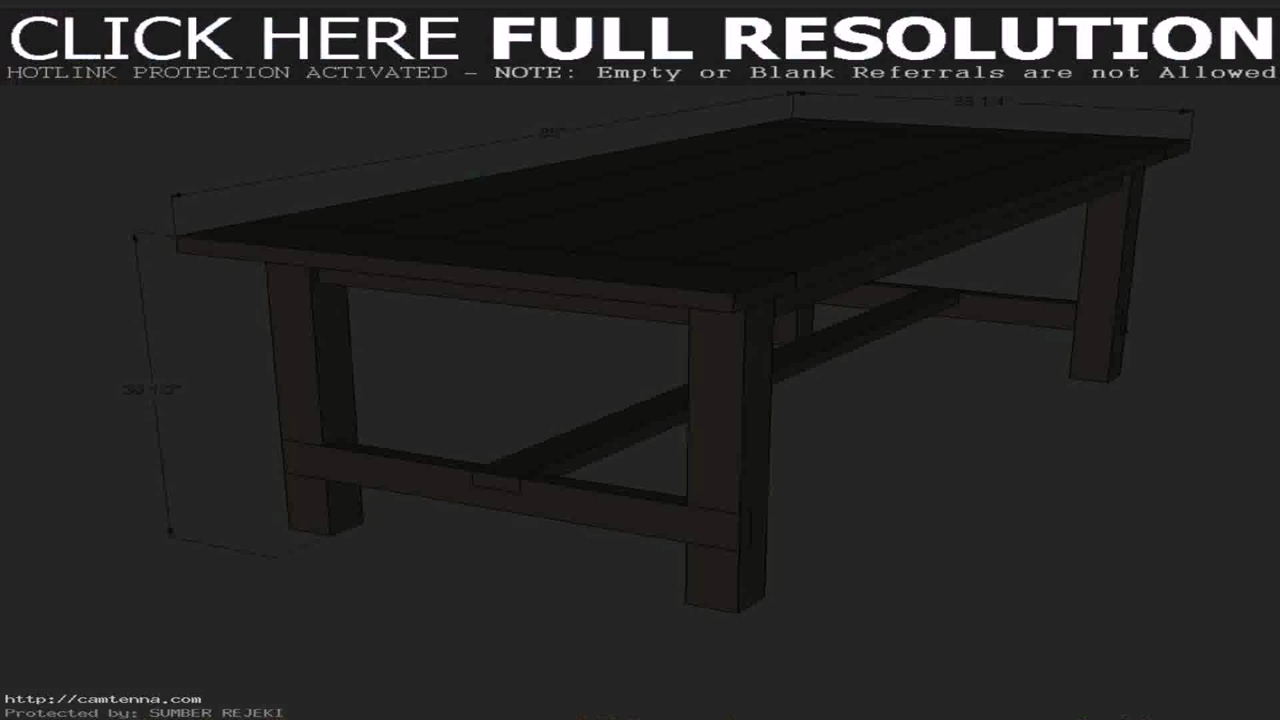 CLICK HERE FULL RESOLUTION
HOTLINK PROTECTION ACTIVATED – NOTE: Empty or Blank Referrals are not Allowed
http://camtenna.com
Protected by: SUMBER REJEKI